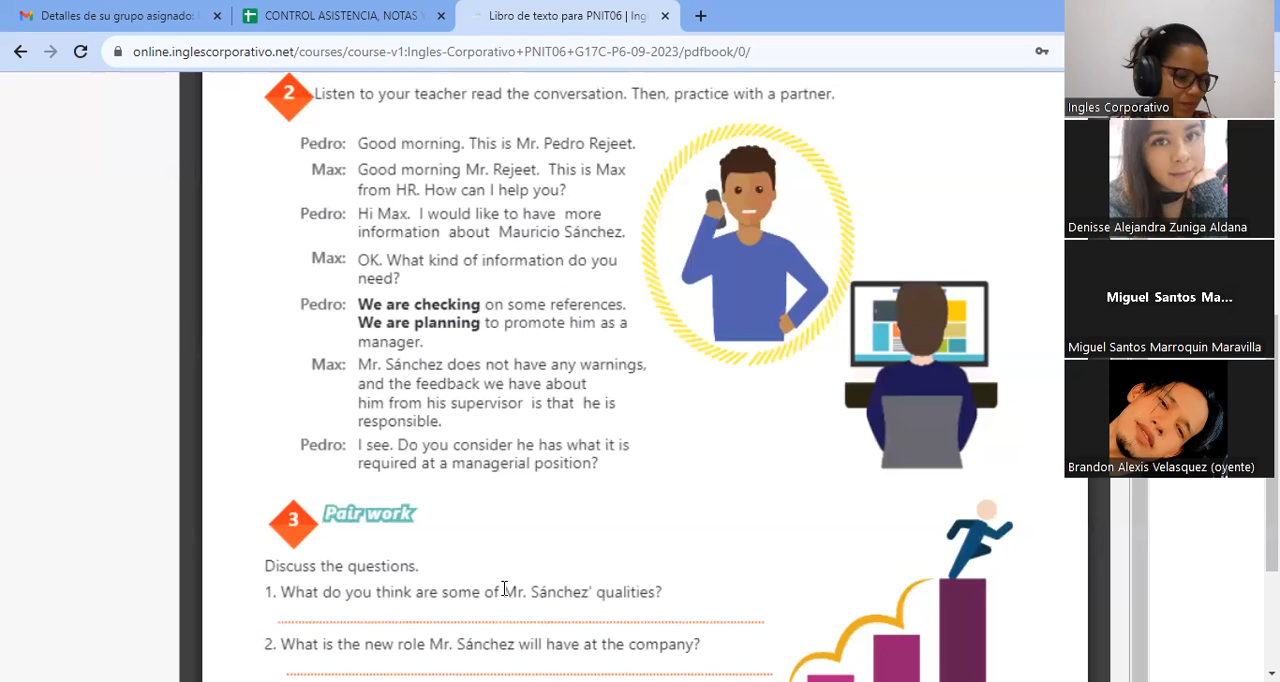 Detalles de su grupo asignado:
CONTROL ASISTENCIA, NOTAS Y
Libro de texto para PNIT06 | Ing
online.inglescorporativo.net/courses/course-v1:Ingles-Corporativo+PNIT06+G17C-P6-09-2023/pdfbook/0/
2 Listen to your teacher read the conversation. Then, practice with a partner.
Pedro: Good morning. This is Mr. Pedro Rejeet.
Max: Good morning Mr. Rejeet. This is Max
from HR. How can I help you?
Pedro: Hi Max. I would like to have more
information about Mauricio Sánchez.
Max: OK. What kind of information do you
need?
Pedro: We are checking on some references.
We are planning to promote him as a
manager.
Max: Mr. Sánchez does not have any warnings,
and the feedback we have about
him from his supervisor is that he is
responsible.
Pedro: I see. Do you consider he has what it is
required at a managerial position?
3 Pair work
Discuss the questions.
1. What do you think are some of Mr. Sánchez' qualities?
2. What is the new role Mr. Sánchez will have at the company?
Ingles Corporativo
Denisse Alejandra Zuniga Aldana
Miguel Santos Ma...
Miguel Santos Marroquin Maravilla
Brandon Alexis Velasquez (oyente)